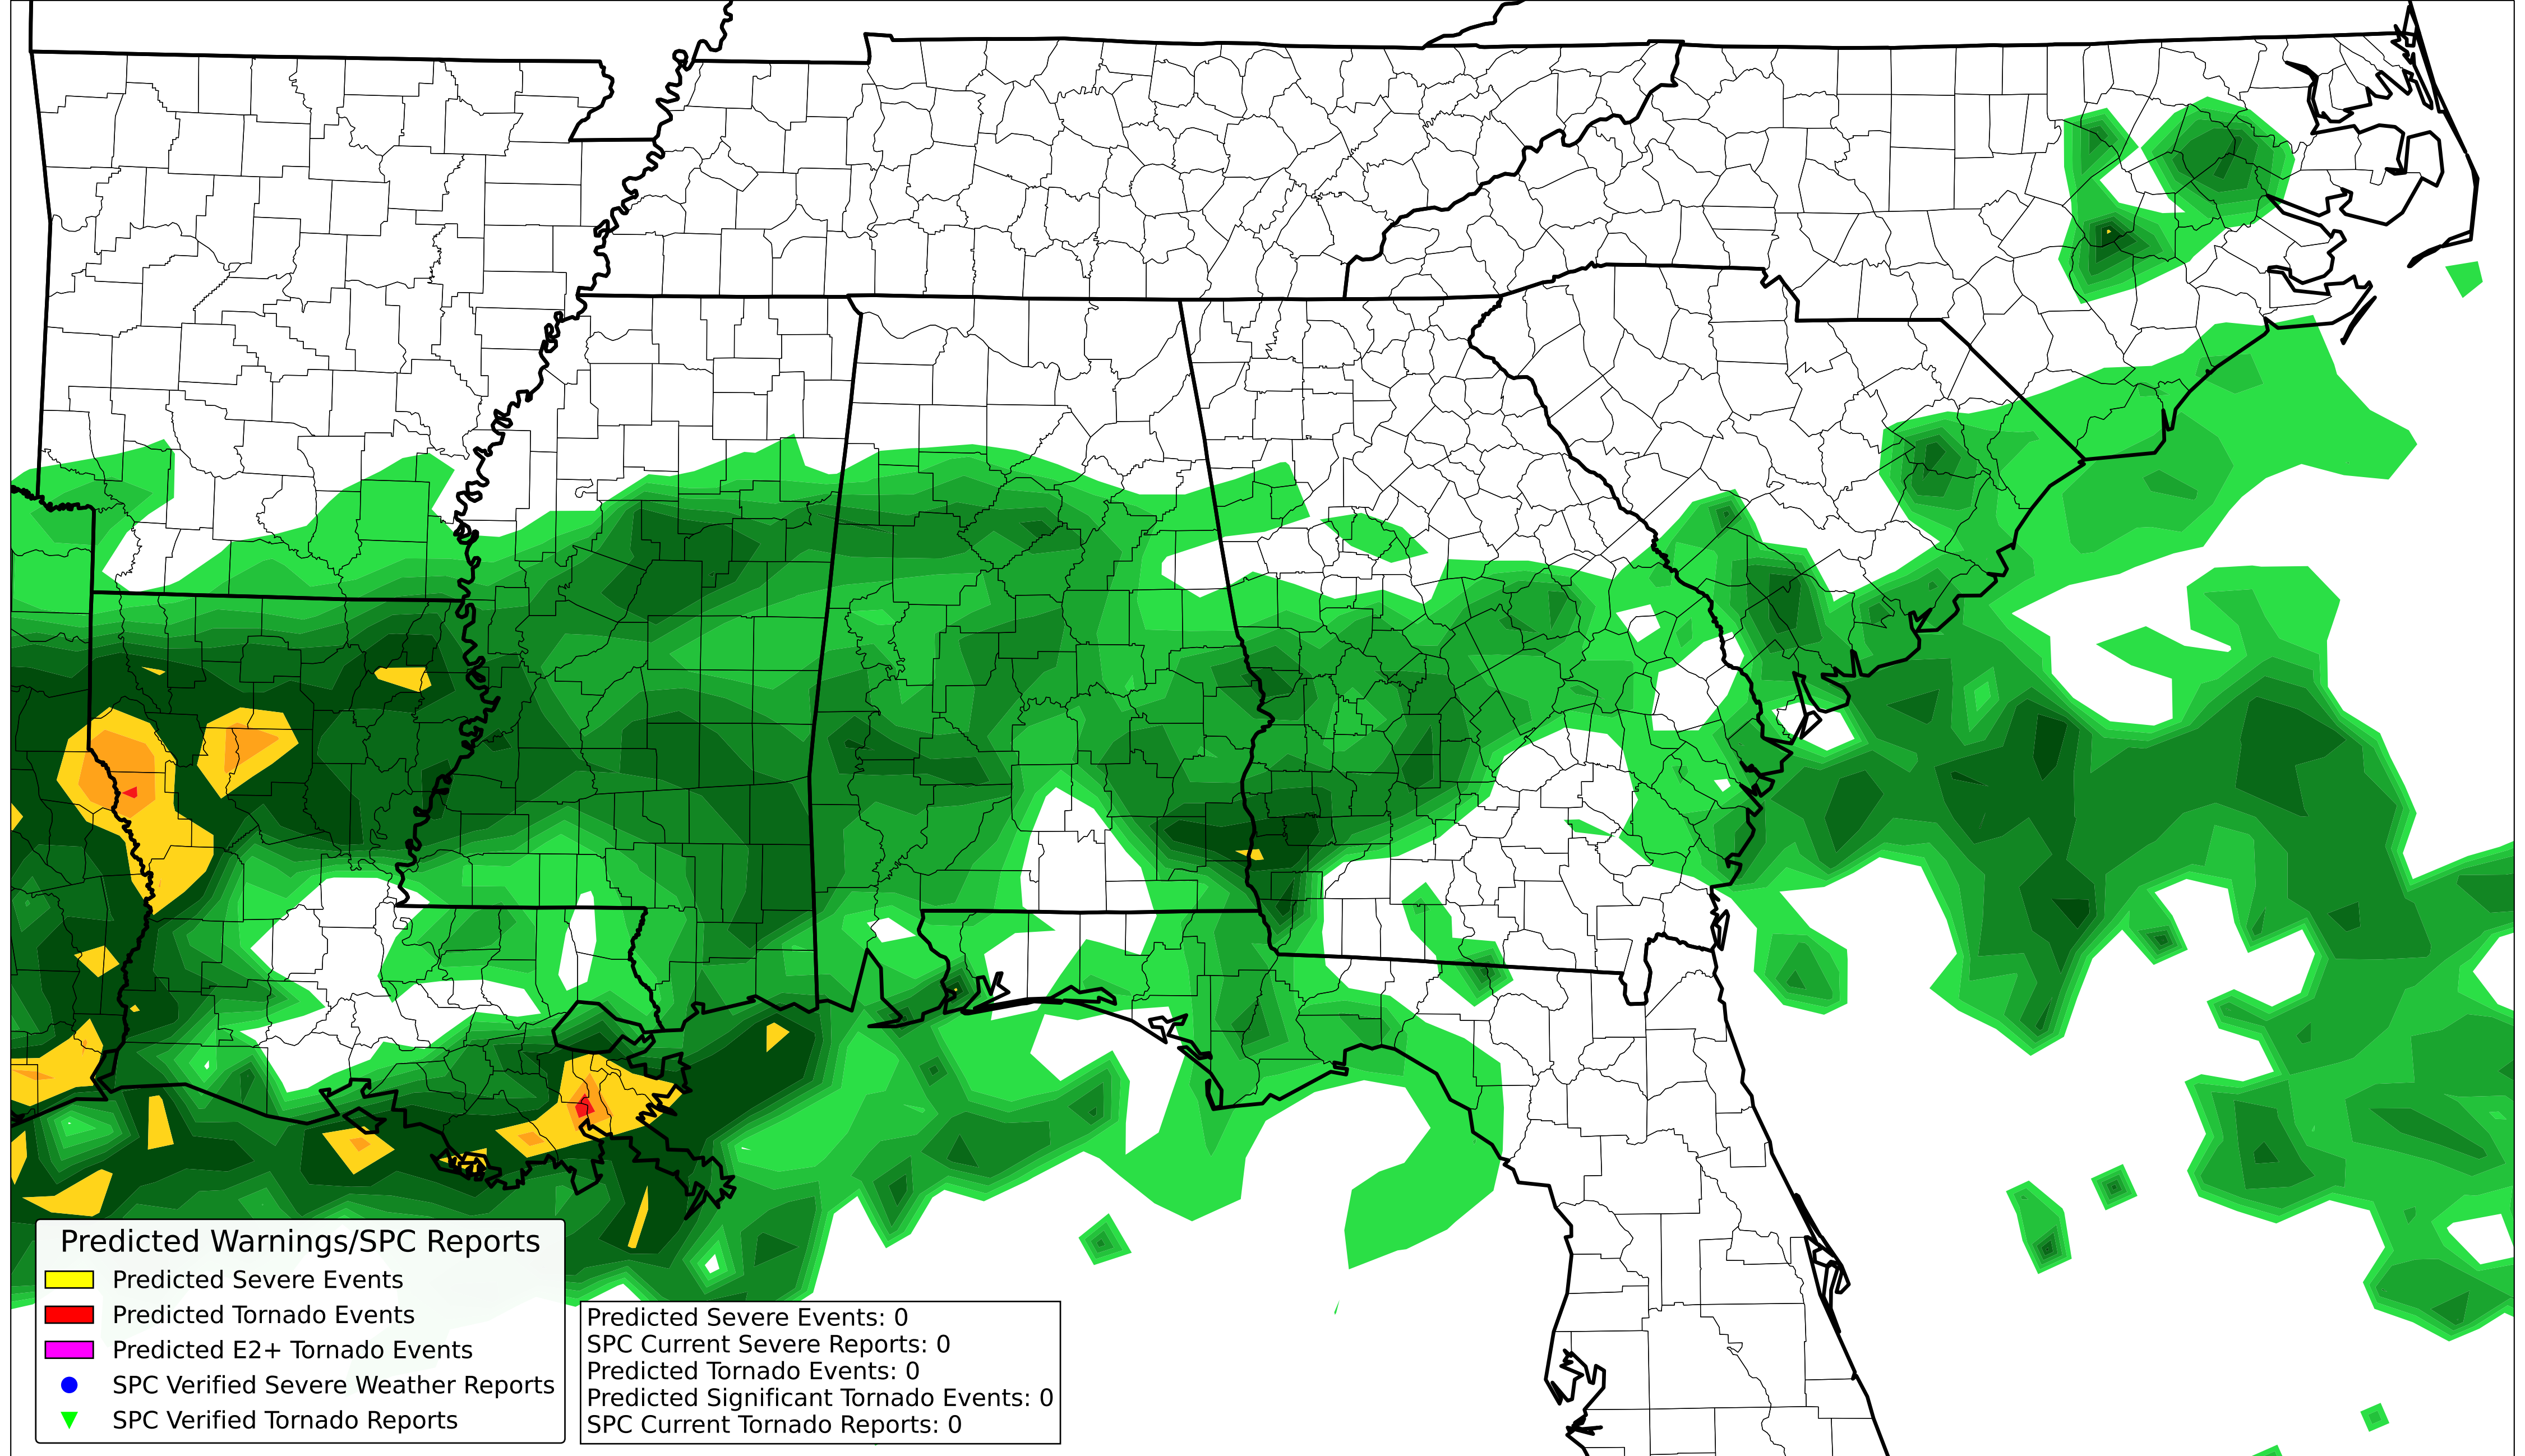 Predicted Warnings/SPC Reports
Predicted Severe Events
Predicted Tornado Events
Predicted E2+ Tornado Events
SPC Verified Severe Weather Reports
SPC Verified Tornado Reports
Predicted Severe Events: 0
SPC Current Severe Reports: 0
Predicted Tornado Events: 0
Predicted Significant Tornado Events: 0
SPC Current Tornado Reports: 0